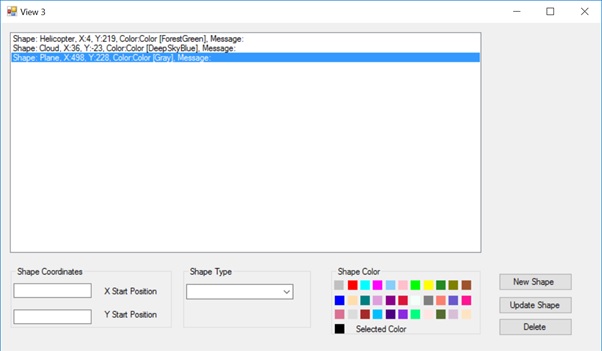 View 3
Shape: Helicopter, X:4, Y:219, Color:Color [ForestGreen], Message:
Shape: Cloud, X:36, Y:-23, Color:Color [DeepSkyBlue], Message:
Shape: Plane, X:498, Y:228, Color:Color [Gray], Message:
Shape Coordinates
X Start Position
Y Start Position
Shape Type
Shape Color
Selected Color
New Shape
Update Shape
Delete